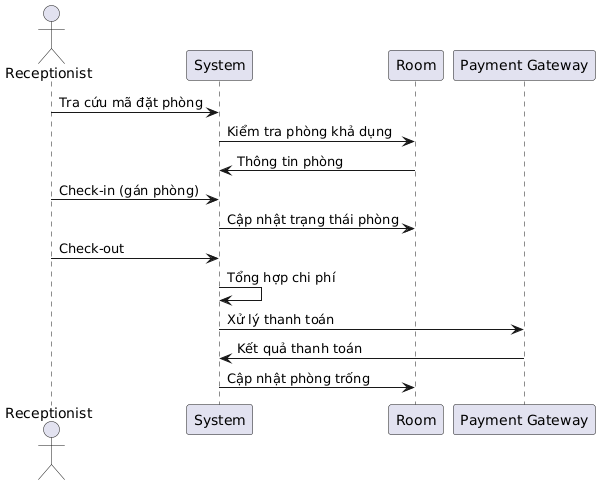 Receptionist
System
Room
Payment Gateway
Tra cứu mã đặt phòng
Kiểm tra phòng khả dụng
Thông tin phòng
Check-in (gán phòng)
Cập nhật trạng thái phòng
Check-out
Tổng hợp chi phí
Xử lý thanh toán
Kết quả thanh toán
Cập nhật phòng trống
Receptionist
System
Room
Payment Gateway